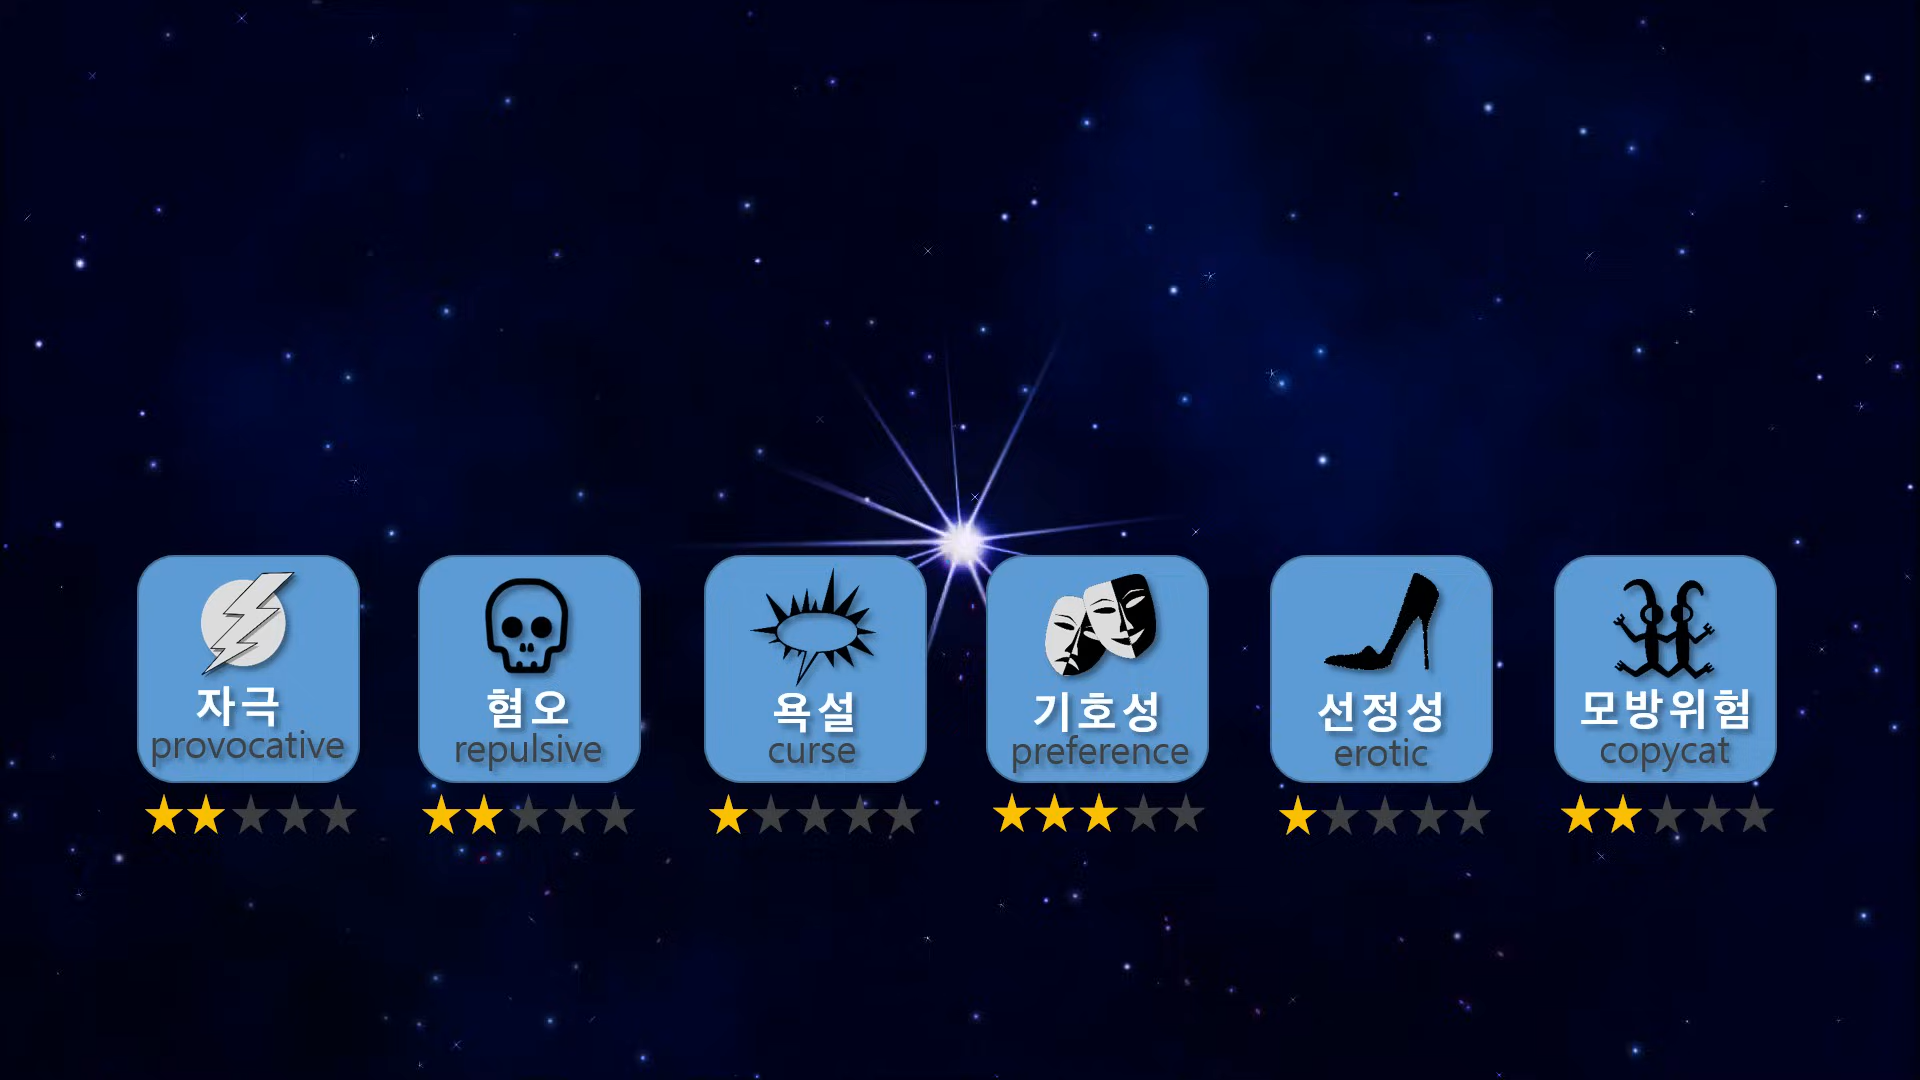 자극
provocative
혐오
repulsive
욕설
curse
기호성
preference
선정성
erotic
모방위험
copycat